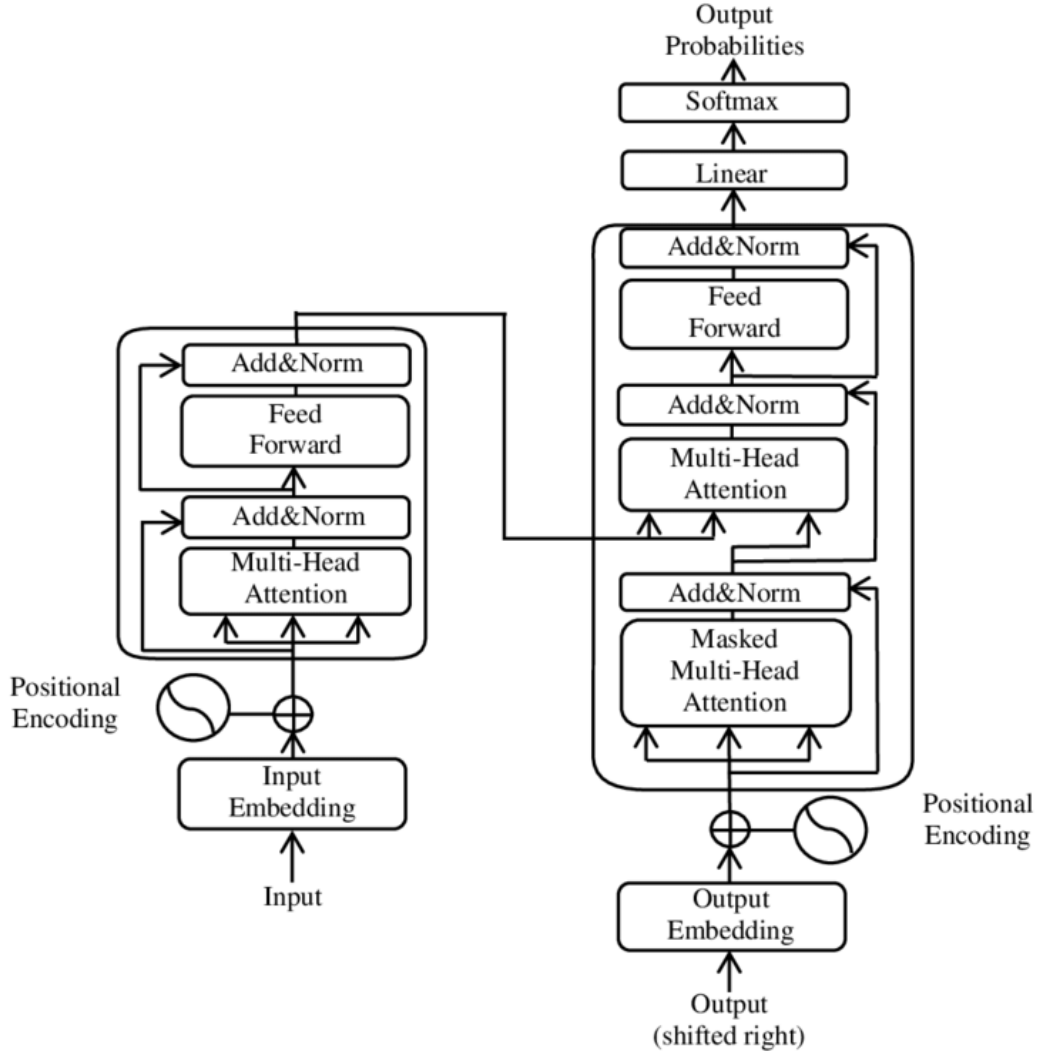 Output
Probabilities
Softmax
Linear
Add&Norm
Feed
Forward
Add&Norm
Multi-Head
Attention
Add&Norm
Masked
Multi-Head
Attention
Positional
Encoding
Output
Embedding
Output
(shifted right)
Add&Norm
Feed
Forward
Add&Norm
Multi-Head
Attention
Positional
Encoding
Input
Embedding
Input